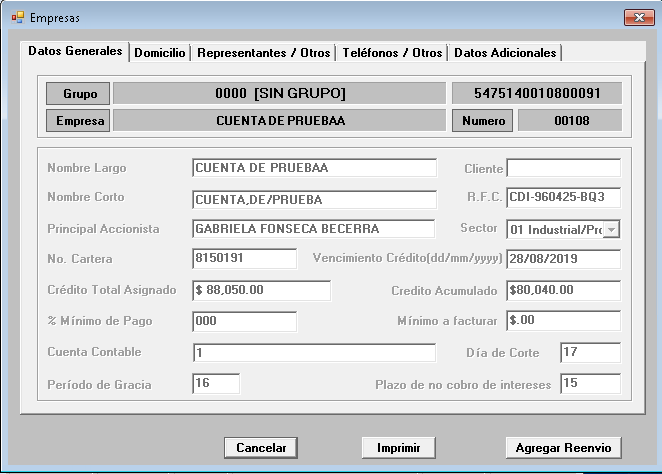 Empresas
Datos Generales Domicilio Representantes / Otros Teléfonos / Otros Datos Adicionales
Grupo 0000 [SIN GRUPO] 5475140010800091
Empresa CUENTA DE PRUEBAA Numero 00108
Nombre Largo CUENTA DE PRUEBAA Cliente
Nombre Corto CUENTA,DE/PRUEBA R.F.C. CDI-960425-BQ3
Principal Accionista GABRIELA FONSECA BECERRA Sector 01 Industrial/Pro
No. Cartera 8150191 Vencimiento Crédito(dd/mm/yyyy) 28/08/2019
Crédito Total Asignado $ 88,050.00 Credito Acumulado $80,040.00
% Mínimo de Pago 000 Mínimo a facturar $.00
Cuenta Contable 1 Día de Corte 17
Período de Gracia 16 Plazo de no cobro de intereses 15
Cancelar Imprimir Agregar Reenvio